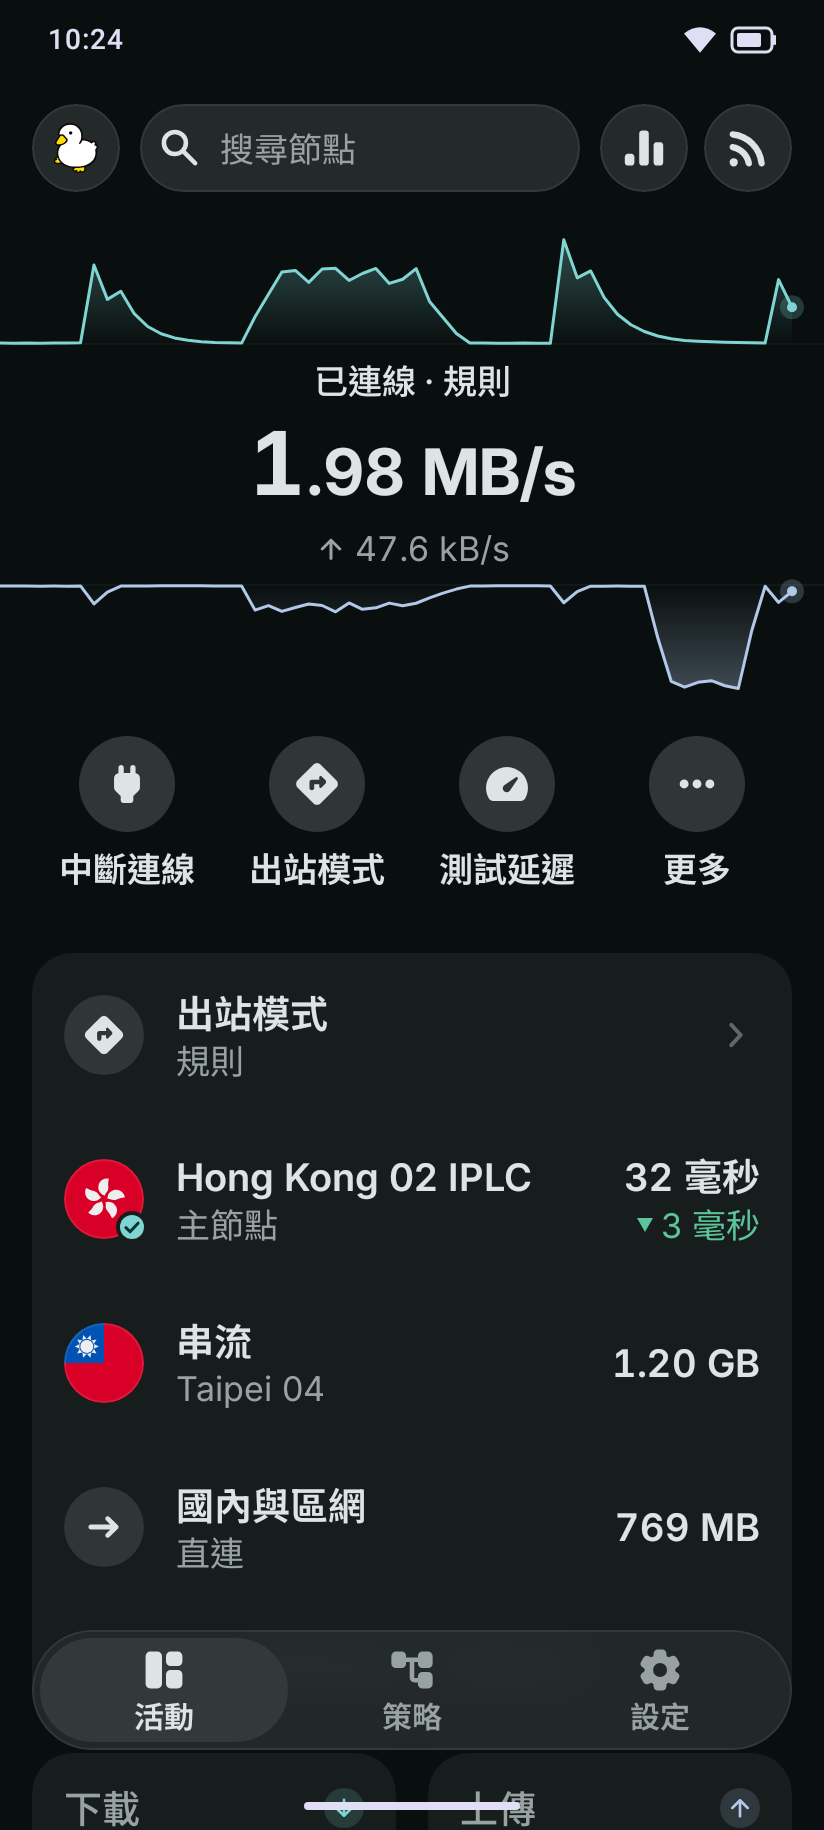 10:24
搜尋節點
已連線 · 規則
1.98 MB/s
↑ 47.6 kB/s
中斷連線
出站模式
測試延遲
更多
出站模式
規則
Hong Kong 02 IPLC
32 毫秒
主節點
▼3 毫秒
串流
1.20 GB
Taipei 04
國內與區網
769 MB
直連
活動
策略
設定
下載
上傳